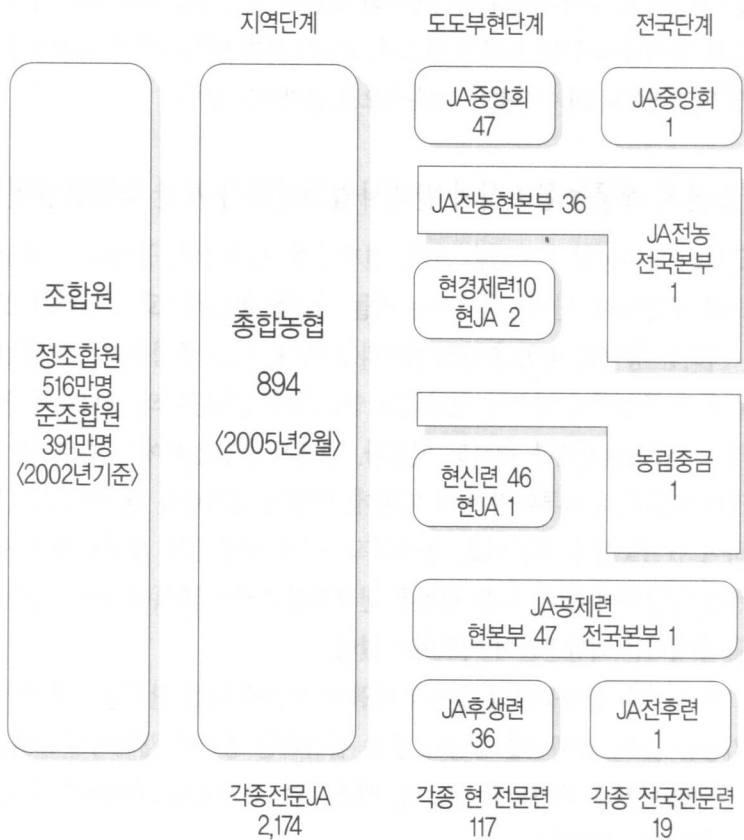 지역단계
도도부현단계
전국단계
조합원
정조합원
516만명
준조합원
391만명
〈2002년기준〉
총합농협
894
〈2005년2월〉
JA중앙회
47
JA중앙회
1
JA전농현본부 36
JA전농
전국본부
1
현경제련10
현JA 2
농림중금
1
현신련 46
현JA 1
JA공제련
현본부 47 전국본부 1
JA후생련
36
JA전후련
1
각종전문JA
2,174
각종 현 전문련
117
각종 전국전문련
19